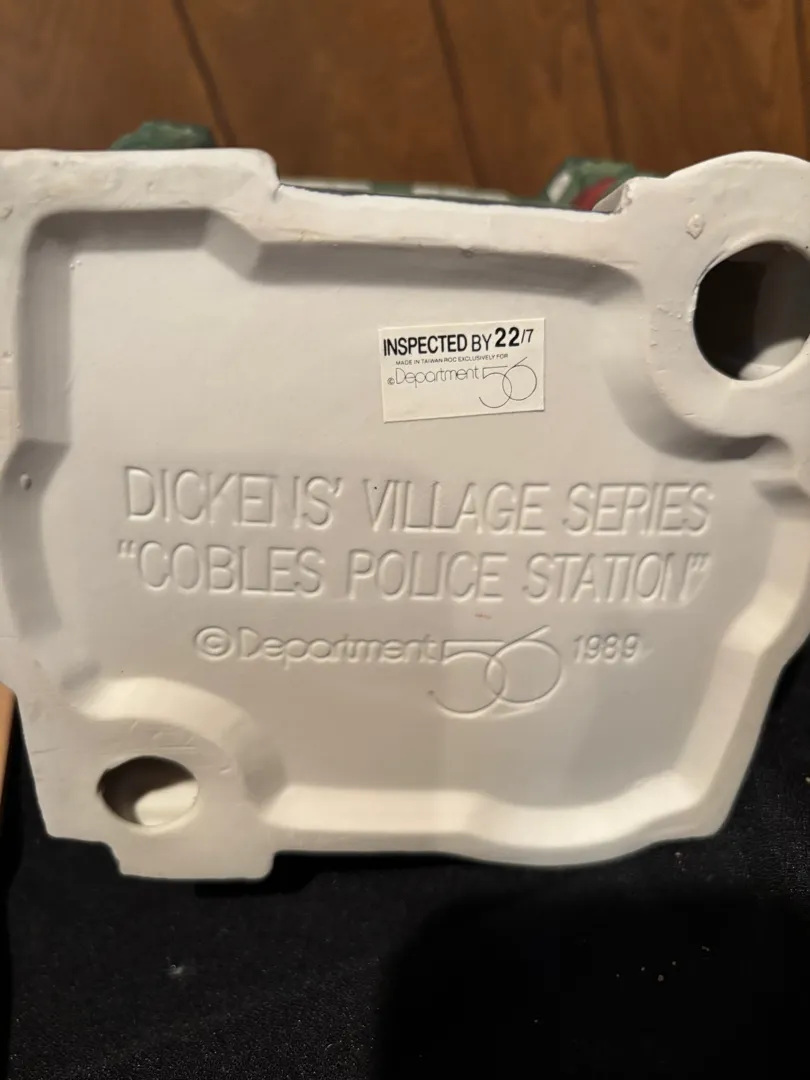 INSPECTED BY 22/7
MADE IN TAIWAN ROC EXCLUSIVELY FOR
©Department 56
DICKENS' VILLAGE SERIES
"COBLES POLICE STATION"
©Department 56 1989